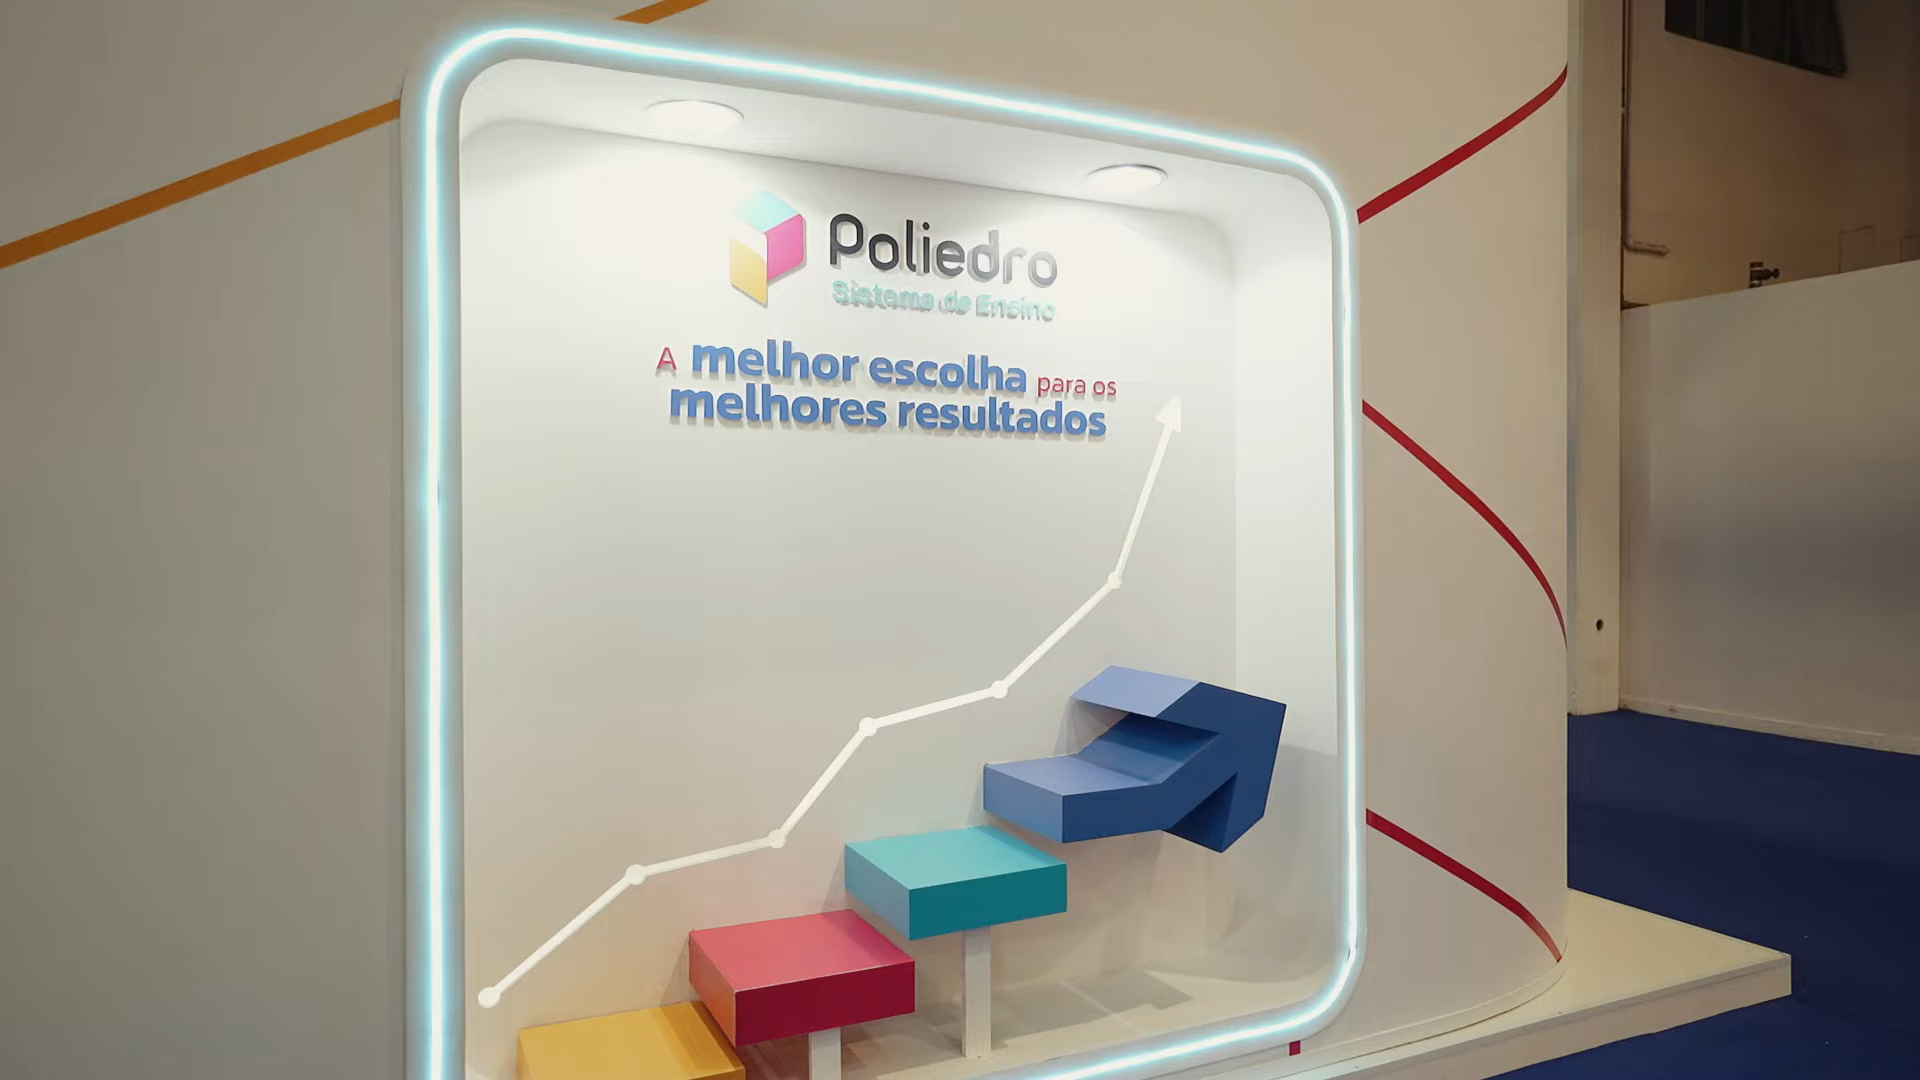 Poliedro
Sistema de Ensino
A melhor escolha para os
melhores resultados